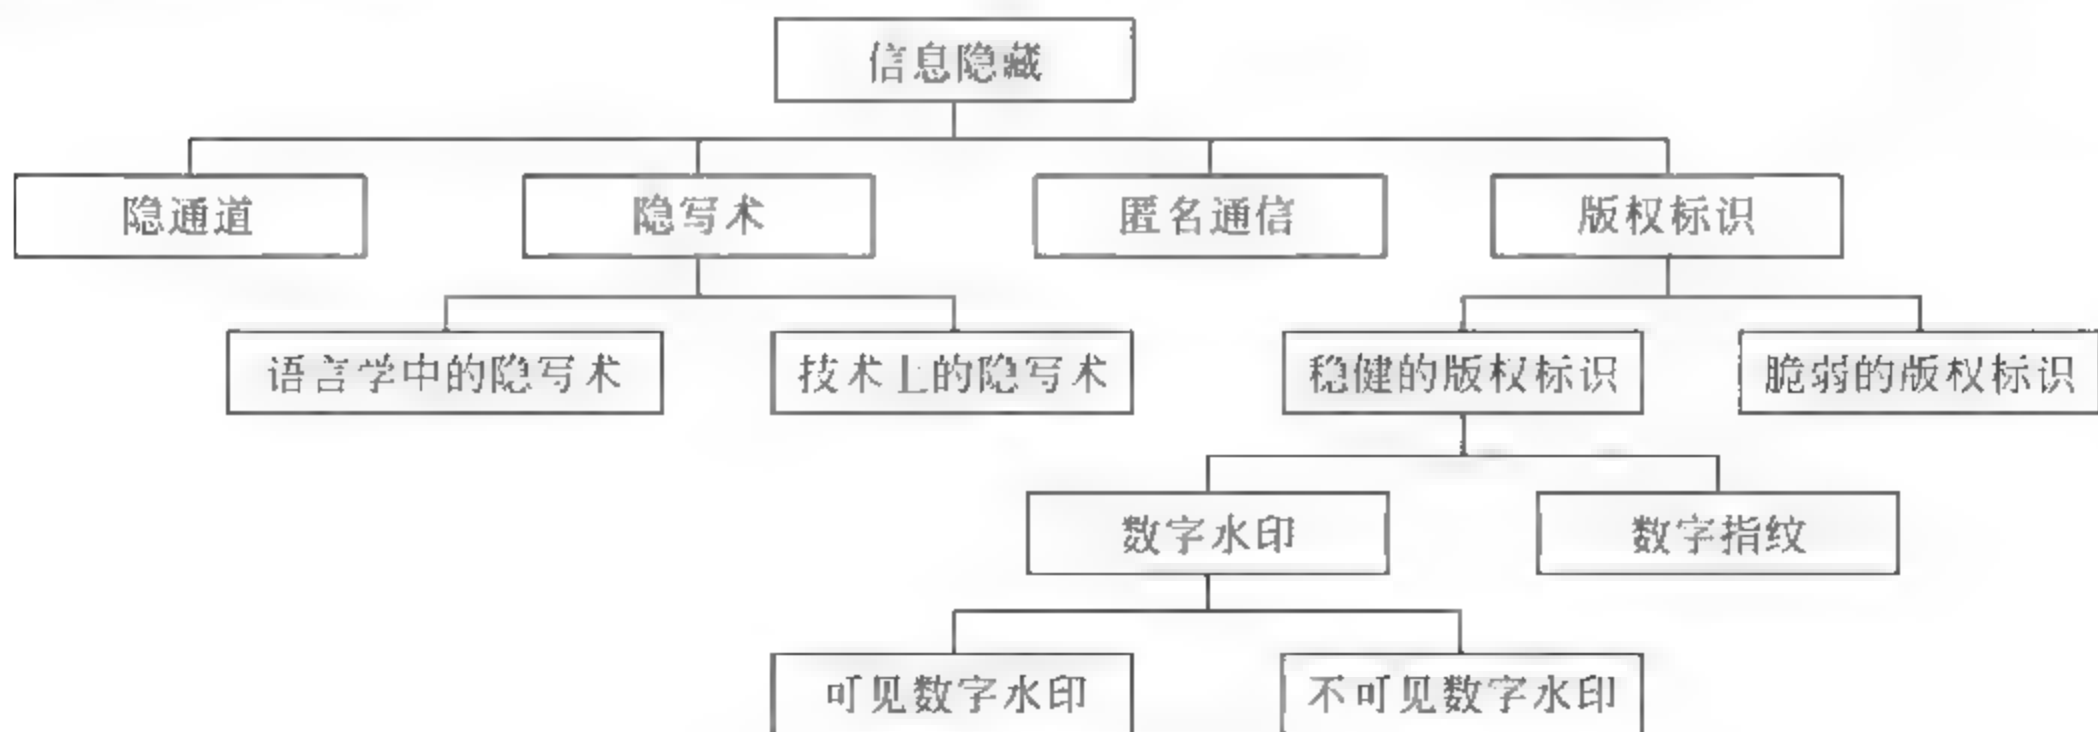 信息隐藏
隐通道
隐写术
匿名通信
版权标识
语言学中的隐写术
技术上的隐写术
稳健的版权标识
脆弱的版权标识
数字水印
数字指纹
可见数字水印
不可见数字水印